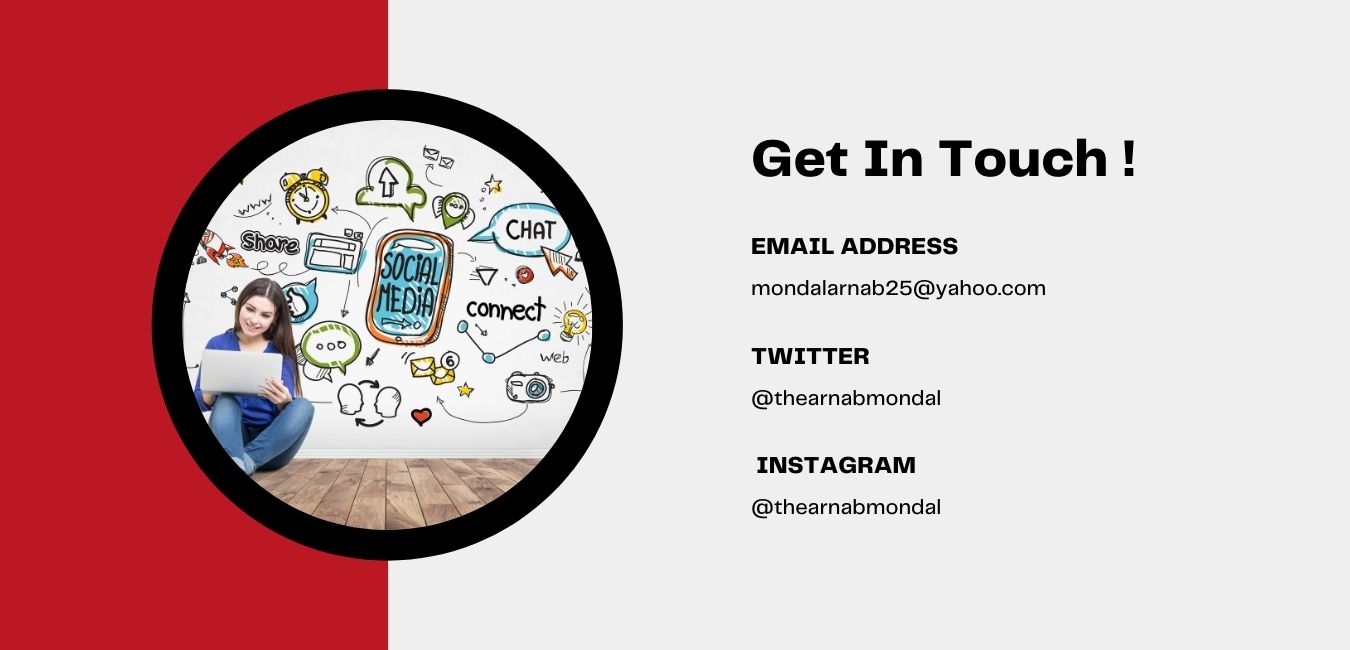 Get In Touch !
EMAIL ADDRESS
mondalarnab25@yahoo.com
TWITTER
@thearnabmondal
INSTAGRAM
@thearnabmondal
www
Share
CHAT
SOCiAL
MEDiA
connect
web
6